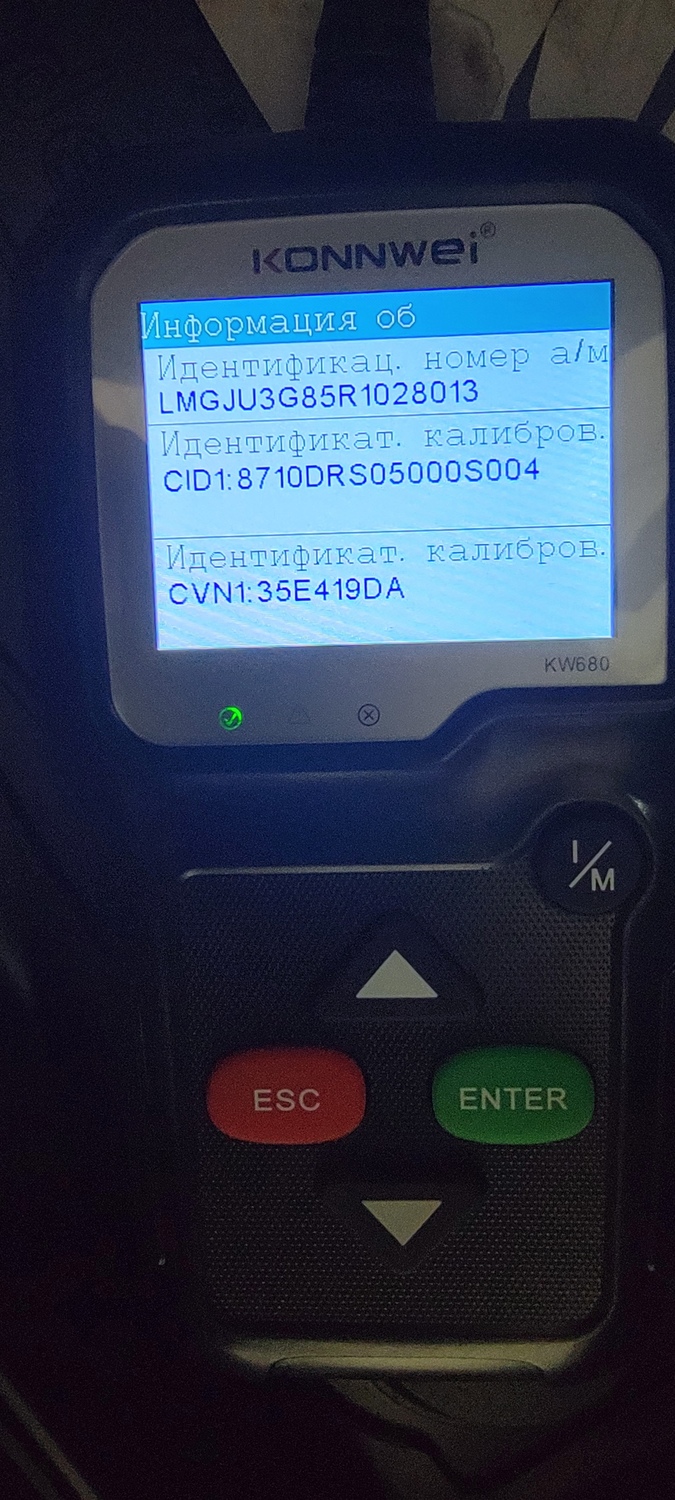 KONNWEI®
Информация об
Идентификац. номер а/м
LMGJU3G85R1028013
Идентификат. калибров.
CID1:8710DRS05000S004
Идентификат. калибров.
CVN1:35E419DA
KW680
I/M
ESC
ENTER